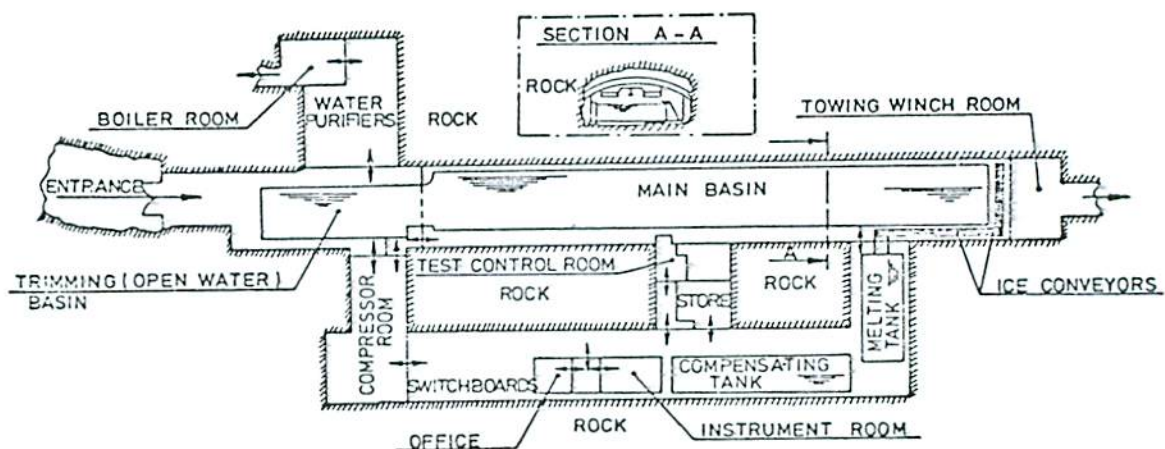 SECTION A-A
ROCK
BOILER ROOM
WATER
PURIFIERS
ROCK
TOWING WINCH ROOM
ENTRANCE
MAIN BASIN
TRIMMING (OPEN WATER)
BASIN
COMPRESSOR
ROOM
TEST CONTROL ROOM
ROCK
STORE
A
ROCK
MELTING
TANK
ICE CONVEYORS
SWITCHBOARDS
COMPENSATING
TANK
OFFICE
ROCK
INSTRUMENT ROOM